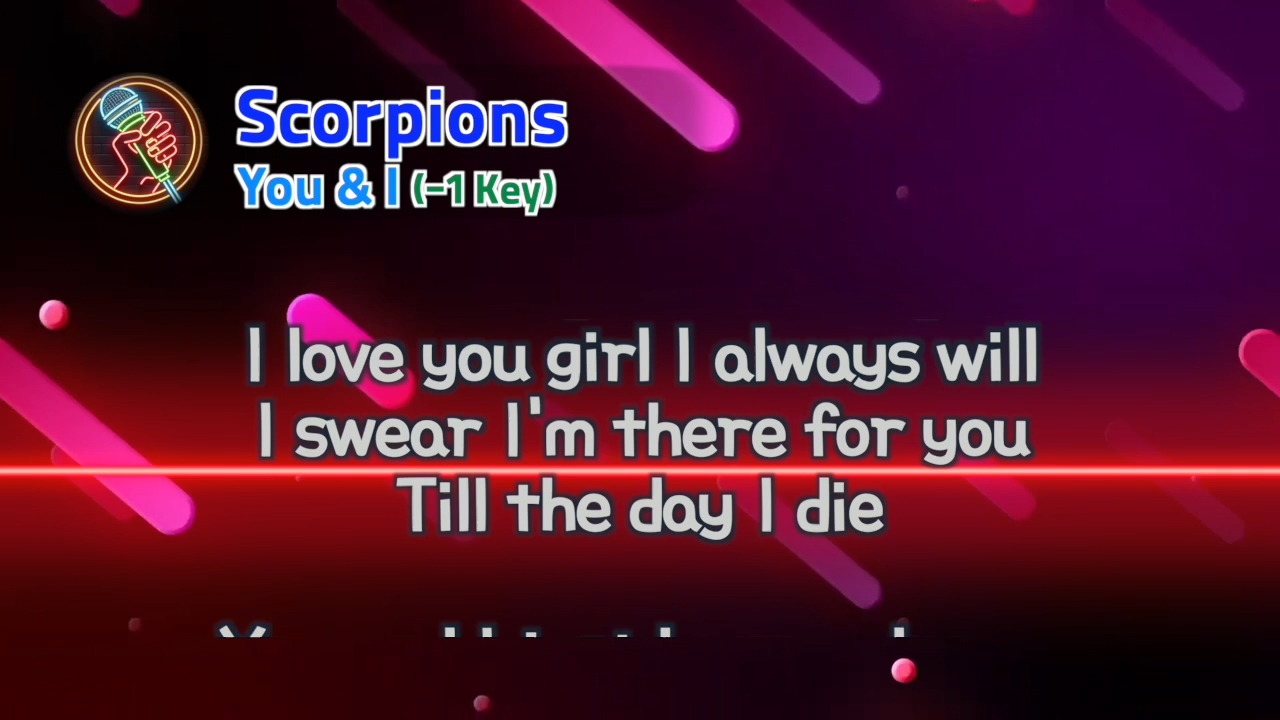 Scorpions
You & I (-1 Key)
I love you girl I always will
I swear I'm there for you
Till the day I die